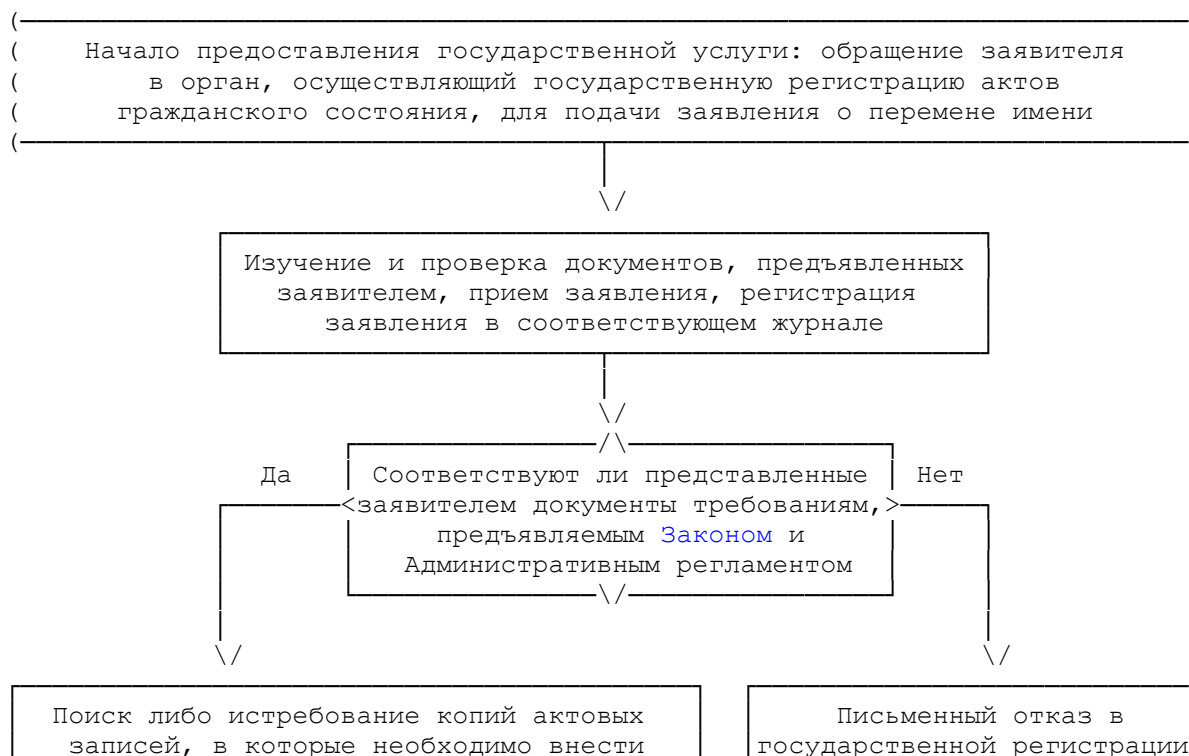 Начало предоставления государственной услуги: обращение заявителя
в орган, осуществляющий государственную регистрацию актов
гражданского состояния, для подачи заявления о перемене имени
Изучение и проверка документов, предъявленных
заявителем, прием заявления, регистрация
заявления в соответствующем журнале
Да
Соответствуют ли представленные
заявителем документы требованиям,
предъявляемым Законом и
Административным регламентом
Нет
Поиск либо истребование копий актовых
записей, в которые необходимо внести
Письменный отказ в
государственной регистрации